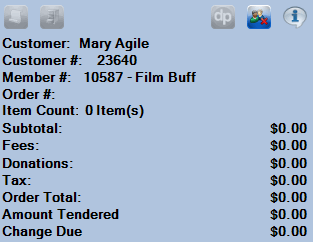 dp
Customer: Mary Agile
Customer #: 23640
Member #: 10587 - Film Buff
Order #:
Item Count: 0 Item(s)
Subtotal: $0.00
Fees: $0.00
Donations: $0.00
Tax: $0.00
Order Total: $0.00
Amount Tendered $0.00
Change Due $0.00